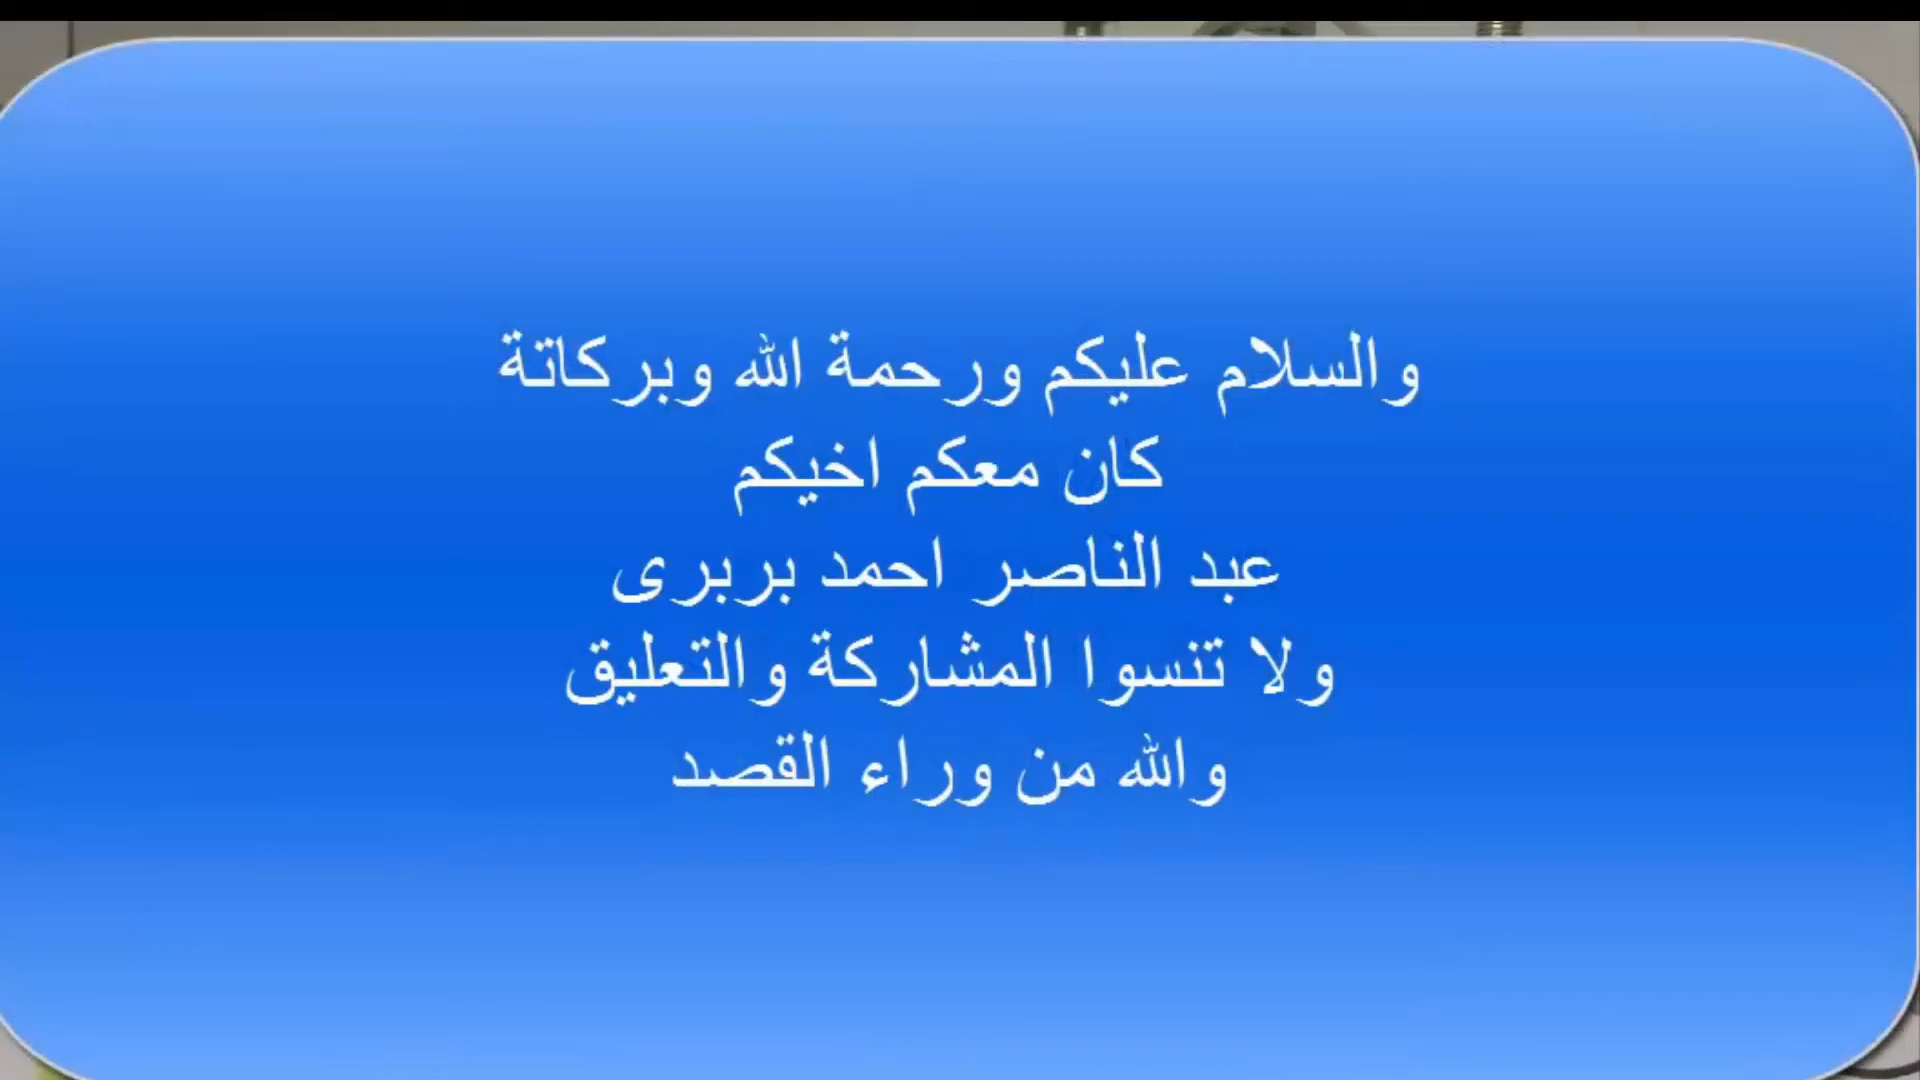 والسلام عليكم ورحمة الله وبركاتة
كان معكم اخيكم
عبد الناصر احمد بربرى
ولا تنسوا المشاركة والتعليق
والله من وراء القصد